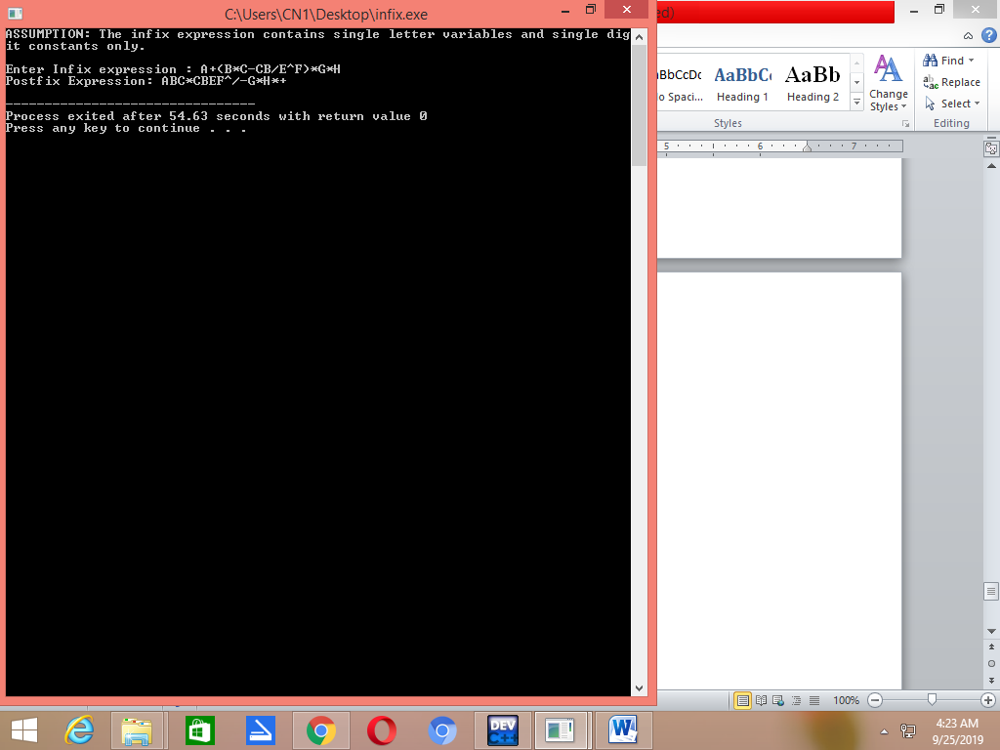 C:\Users\CN1\Desktop\infix.exe
ed)
ASSUMPTION: The infix expression contains single letter variables and single dig
it constants only.
Enter Infix expression : A+(B*C-CB/E^F)*G*H
Postfix Expression: ABC*CBEF^/-G*H*+
--------------------------------
Process exited after 54.63 seconds with return value 0
Press any key to continue . . .
AaBbC AaBb
Heading 1 Heading 2
Change
Styles
Styles
Find
Replace
Select
Editing
5 6 7
100%
DEV
C++
W
4:23 AM
9/25/2019